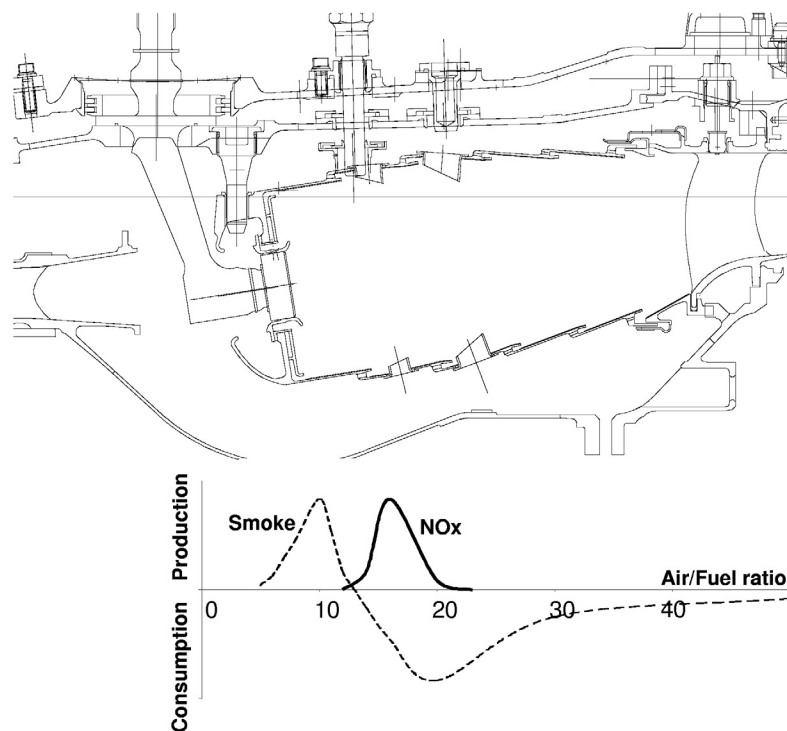 Production
Consumption
Smoke
NOx
Air/Fuel ratio
0 10 20 30 40